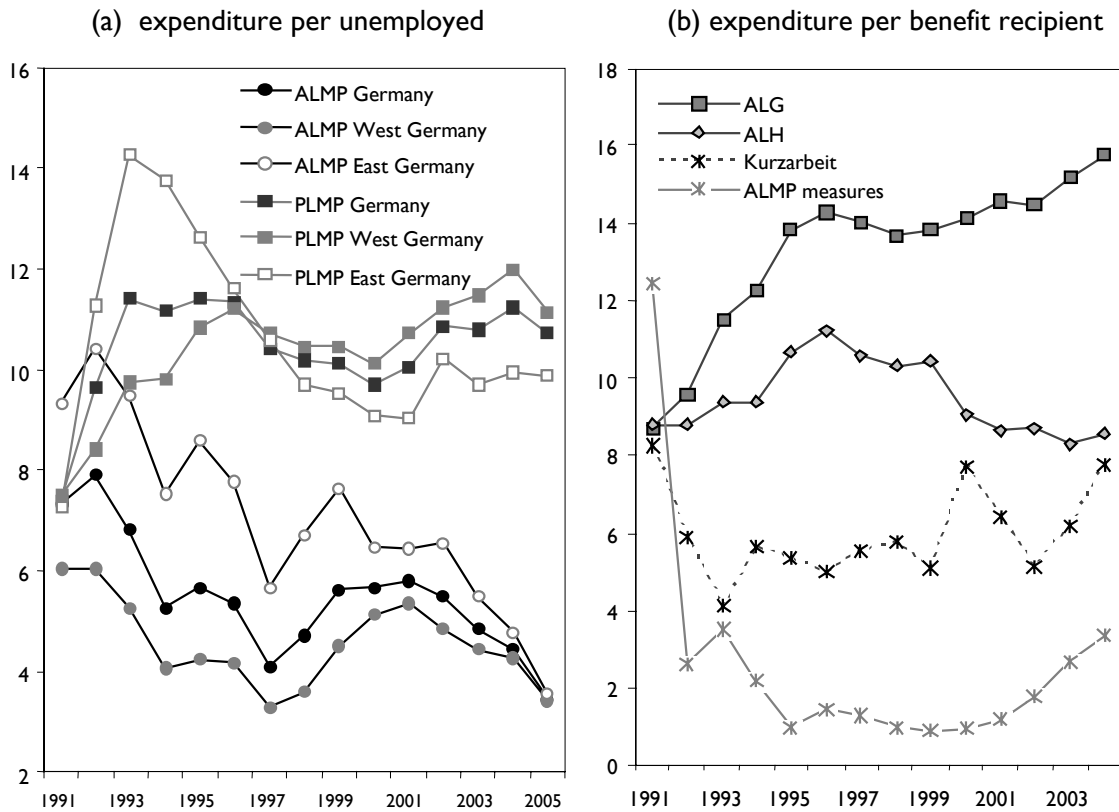 (a) expenditure per unemployed
16
14
12
10
8
6
4
2
ALMP Germany
ALMP West Germany
ALMP East Germany
PLMP Germany
PLMP West Germany
PLMP East Germany
1991 1993 1995 1997 1999 2001 2003 2005
(b) expenditure per benefit recipient
18
16
14
12
10
8
6
4
2
0
ALG
ALH
Kurzarbeit
ALMP measures
1991 1993 1995 1997 1999 2001 2003